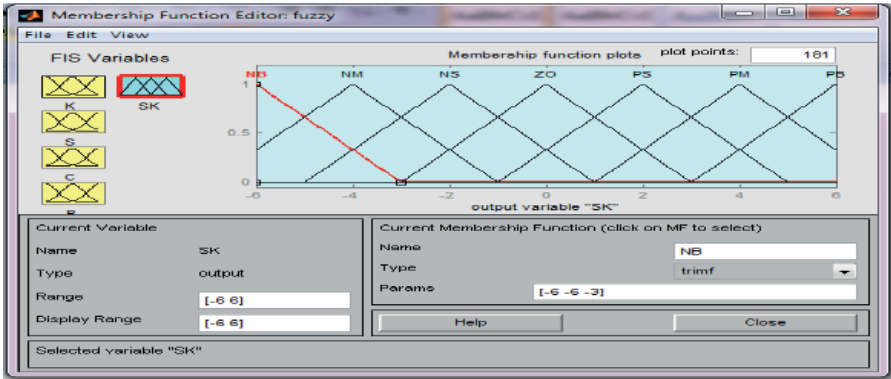 Membership Function Editor: fuzzy
File Edit View
FIS Variables
Membership function plots
plot points:
181
K
SK
S
C
NB
NM
NS
ZO
PS
PM
PB
1
0.5
0
-6
-4
-2
0
2
4
6
output variable "SK"
Current Variable
Name
SK
Type
output
Range
[-6 6]
Display Range
[-6 6]
Current Membership Function (click on MF to select)
Name
NB
Type
trimf
Params
[-6 -6 -3]
Help
Close
Selected variable "SK"